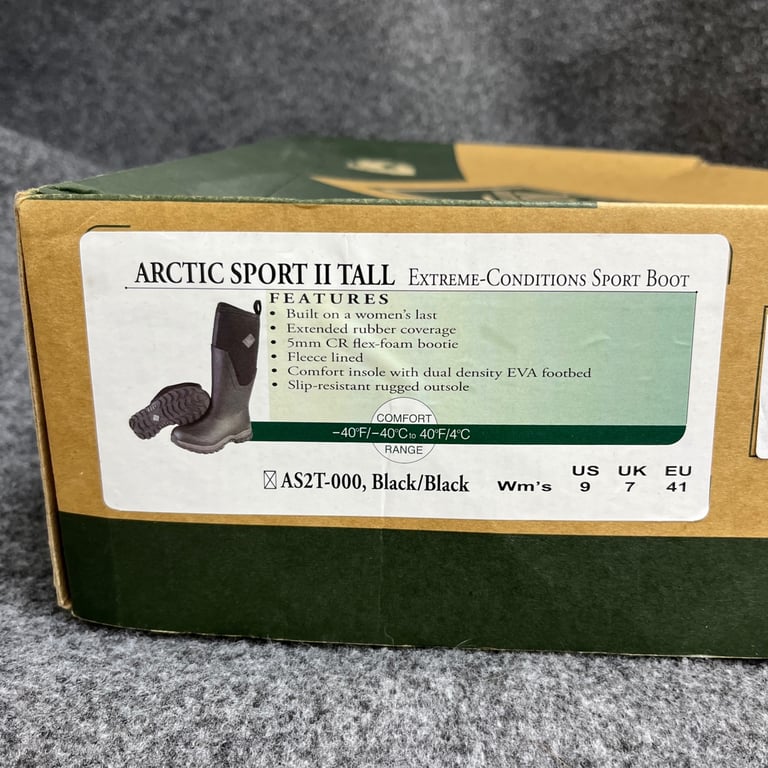 ARCTIC SPORT II TALL EXTREME-CONDITIONS SPORT BOOT
FEATURES
• Built on a women's last
• Extended rubber coverage
• 5mm CR flex-foam bootie
• Fleece lined
• Comfort insole with dual density EVA footbed
• Slip-resistant rugged outsole
COMFORT
−40°F/−40°C to 40°F/4°C
RANGE
☒ AS2T-000, Black/Black
Wm's
US UK EU
9 7 41